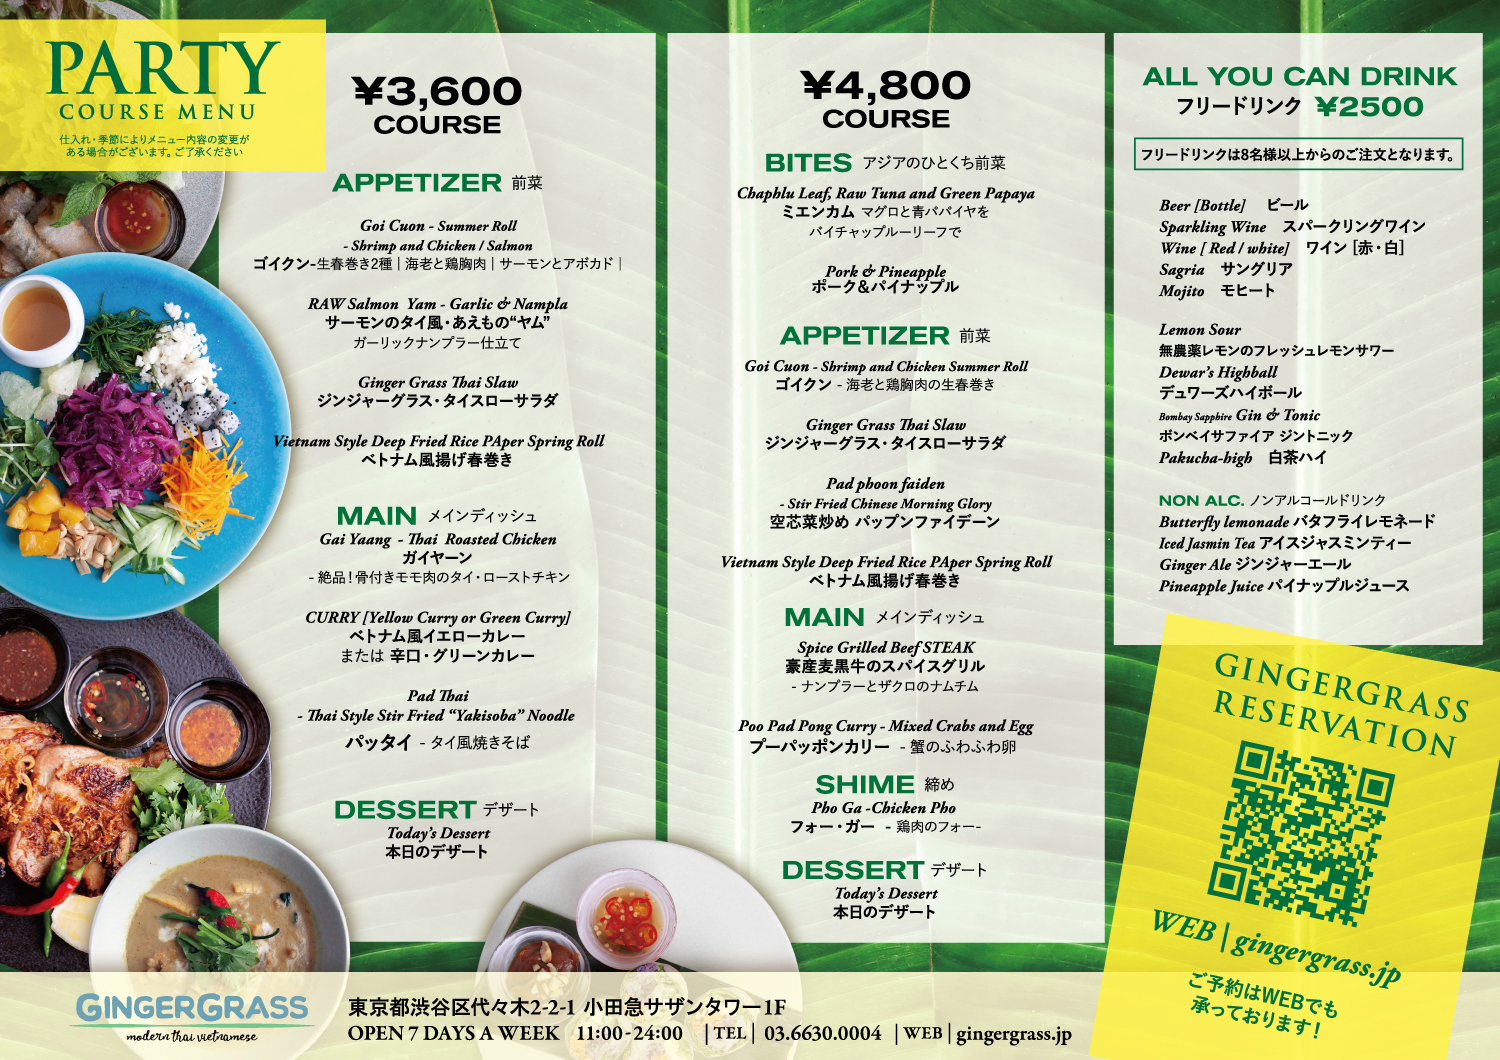 PARTY
COURSE MENU
仕入れ・季節によりメニュー内容の変更が
ある場合がございます。ご了承ください
¥3,600
COURSE
APPETIZER 前菜
Goi Cuon - Summer Roll
- Shrimp and Chicken / Salmon
ゴイクン-生春巻き2種｜海老と鶏胸肉｜サーモンとアボカド｜
RAW Salmon Yam - Garlic & Nampla
サーモンのタイ風・あえもの“ヤム”
ガーリックナンプラー仕立て
Ginger Grass Thai Slaw
ジンジャーグラス・タイスローサラダ
Vietnam Style Deep Fried Rice PAper Spring Roll
ベトナム風揚げ春巻き
MAIN メインディッシュ
Gai Yaang - Thai Roasted Chicken
ガイヤーン
- 絶品！骨付きモモ肉のタイ・ローストチキン
CURRY [Yellow Curry or Green Curry]
ベトナム風イエローカレー
または 辛口・グリーンカレー
Pad Thai
- Thai Style Stir Fried “Yakisoba” Noodle
パッタイ - タイ風焼きそば
DESSERT デザート
Today’s Dessert
本日のデザート
¥4,800
COURSE
BITES アジアのひとくち前菜
Chaphlu Leaf, Raw Tuna and Green Papaya
ミエンカム マグロと青パパイヤを
バイチャップルーリーフで
Pork & Pineapple
ポーク&パイナップル
APPETIZER 前菜
Goi Cuon - Shrimp and Chicken Summer Roll
ゴイクン - 海老と鶏胸肉の生春巻き
Ginger Grass Thai Slaw
ジンジャーグラス・タイスローサラダ
Pad phoon faiden
- Stir Fried Chinese Morning Glory
空芯菜炒め パップンファイデーン
Vietnam Style Deep Fried Rice PAper Spring Roll
ベトナム風揚げ春巻き
MAIN メインディッシュ
Spice Grilled Beef STEAK
豪産麦黒牛のスパイスグリル
- ナンプラーとザクロのナムチム
Poo Pad Pong Curry - Mixed Crabs and Egg
プーパッポンカリー - 蟹のふわふわ卵
SHIME 締め
Pho Ga -Chicken Pho
フォー・ガー - 鶏肉のフォー-
DESSERT デザート
Today’s Dessert
本日のデザート
ALL YOU CAN DRINK
フリードリンク ¥2500
フリードリンクは8名様以上からのご注文となります。
Beer [Bottle] ビール
Sparkling Wine スパークリングワイン
Wine [ Red / white] ワイン［赤・白］
Sagria サングリア
Mojito モヒート
Lemon Sour
無農薬レモンのフレッシュレモンサワー
Dewar’s Highball
デュワーズハイボール
Bombay Sapphire Gin & Tonic
ボンベイサファイア ジントニック
Pakucha-high 白茶ハイ
NON ALC. ノンアルコールドリンク
Butterfly lemonade バタフライレモネード
Iced Jasmin Tea アイスジャスミンティー
Ginger Ale ジンジャーエール
Pineapple Juice パイナップルジュース
GINGERGRASS
RESERVATION
WEB | gingergrass.jp
ご予約はWEBでも
承っております！
GINGERGRASS
modern thai vietnamese
東京都渋谷区代々木2-2-1 小田急サザンタワー1F
OPEN 7 DAYS A WEEK 11:00-24:00 | TEL | 03.6630.0004 | WEB | gingergrass.jp